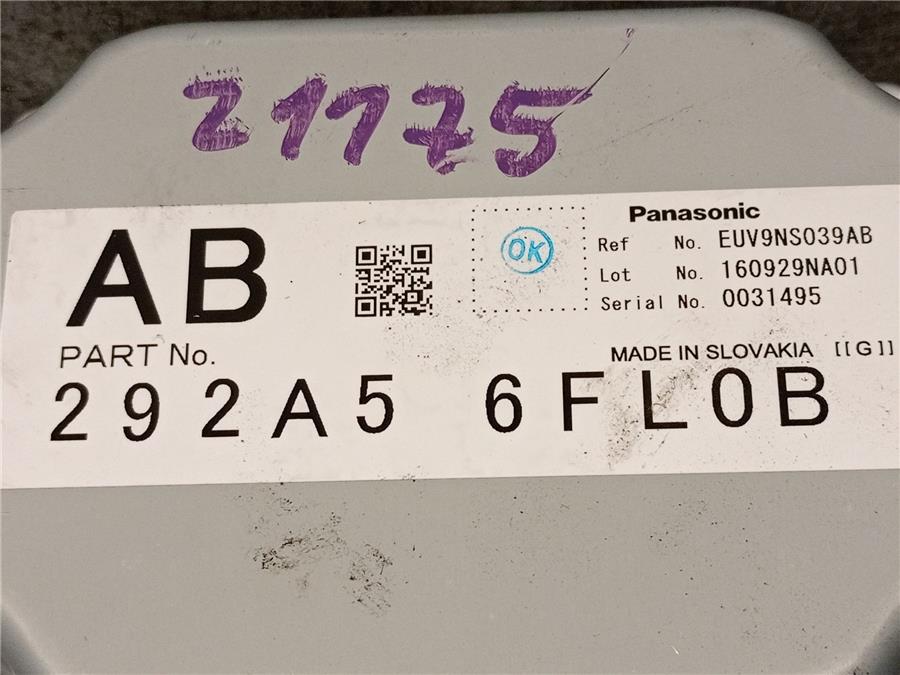 21175
AB
OK
Panasonic
Ref No. EUV9NS039AB
Lot No. 160929NA01
Serial No. 0031495
PART No.
MADE IN SLOVAKIA [[G]]
292A5 6FL0B